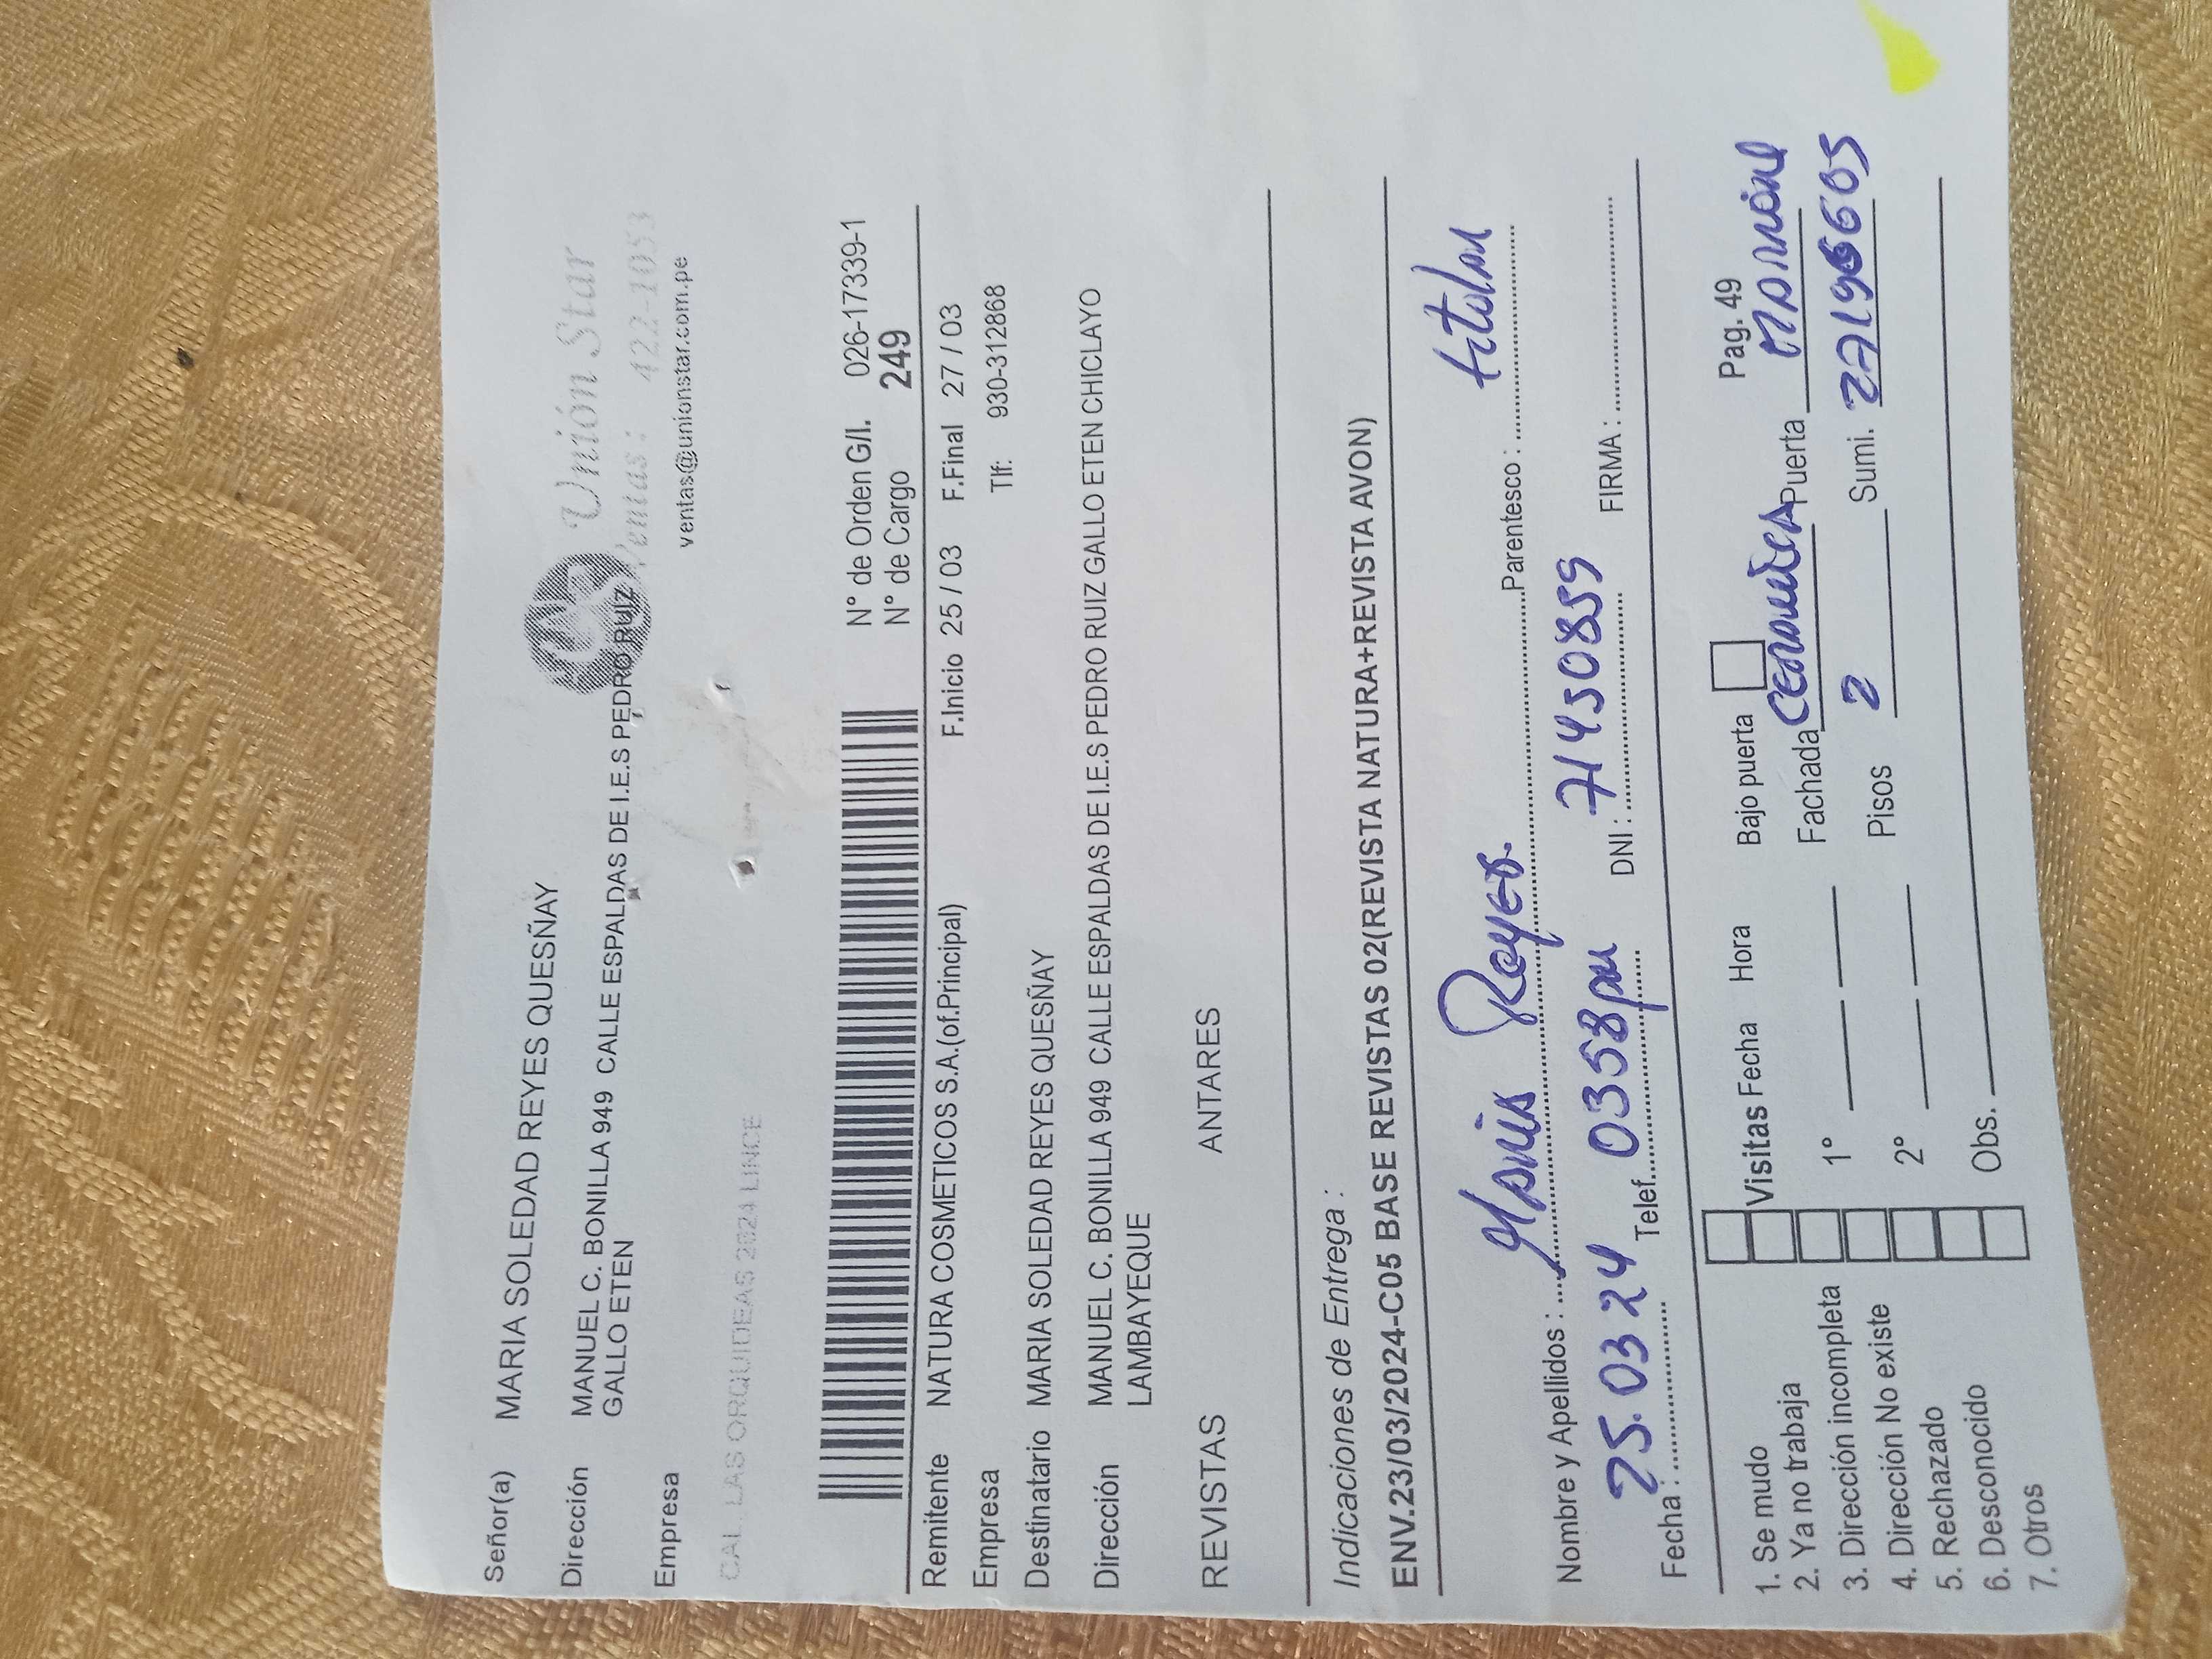 Señor(a) MARIA SOLEDAD REYES QUESÑAY
Unión Star
Dirección MANUEL C. BONILLA 949 CALLE ESPALDAS DE I.E.S PEDRO RUIZ
GALLO ETEN
Ventas: 422-1053
Empresa
ventas@unionstar.com.pe
CAL. LAS ORQUIDEAS 2624 LINCE
N° de Orden G/I. 026-17339-1
N° de Cargo 249
Remitente NATURA COSMETICOS S.A.(of.Principal) F.Inicio 25 / 03 F.Final 27 / 03
Empresa Tlf: 930-312868
Destinatario MARIA SOLEDAD REYES QUESÑAY
Dirección MANUEL C. BONILLA 949 CALLE ESPALDAS DE I.E.S PEDRO RUIZ GALLO ETEN CHICLAYO
LAMBAYEQUE
REVISTAS ANTARES
Indicaciones de Entrega :
ENV.23/03/2024-C05 BASE REVISTAS 02(REVISTA NATURA+REVISTA AVON)
Nombre y Apellidos : Maria Reyes. Parentesco : titular
Fecha : 25.03 24 Telef. 0358pm DNI : 71450859 FIRMA :
Pag. 49
1. Se mudo
2. Ya no trabaja
3. Dirección incompleta
4. Dirección No existe
5. Rechazado
6. Desconocido
7. Otros
Visitas Fecha Hora Bajo puerta
1° Fachada Puerta
2° Pisos 2 Sumi.
Obs.